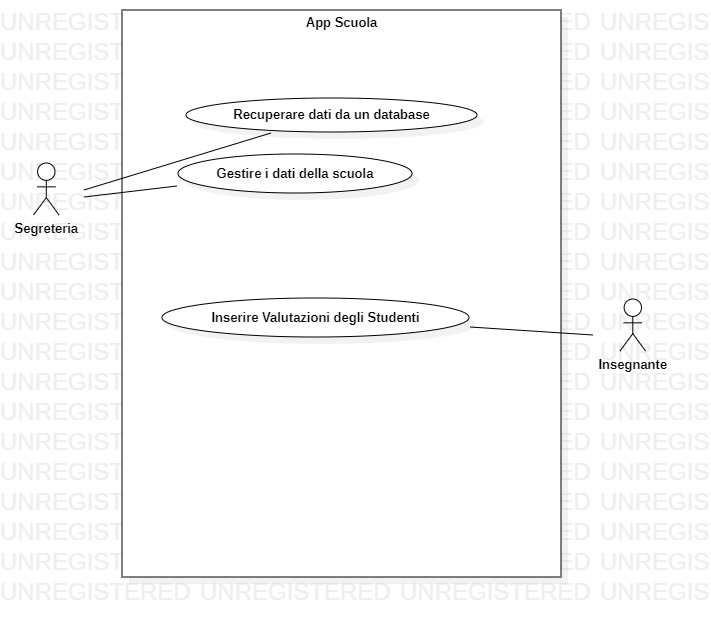 App Scuola
Recuperare dati da un database
Gestire i dati della scuola
Segreteria
Inserire Valutazioni degli Studenti
Insegnante
UNREGISTERED UNREGISTERED UNREGISTERED UNREGIS